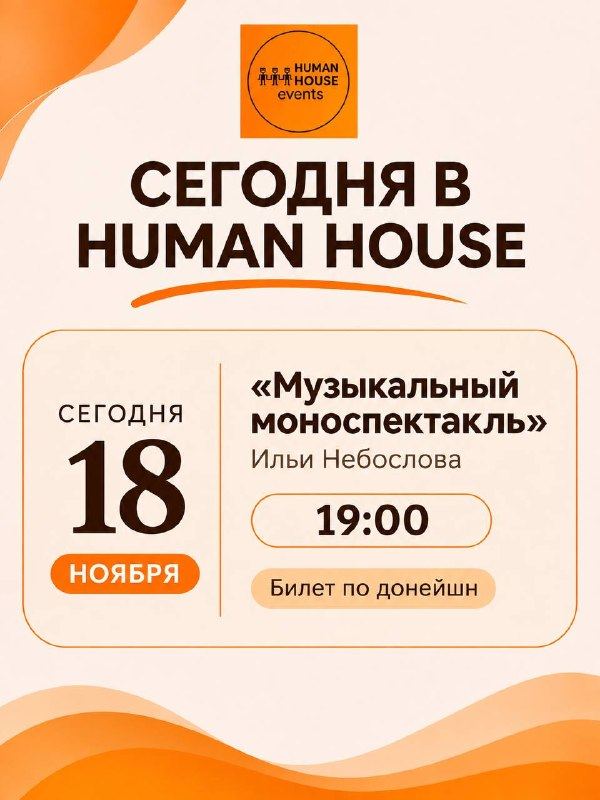 HUMAN
HOUSE
events
СЕГОДНЯ В
HUMAN HOUSE
СЕГОДНЯ
18
НОЯБРЯ
«Музыкальный
моноспектакль»
Ильи Небослова
19:00
Билет по донейшн